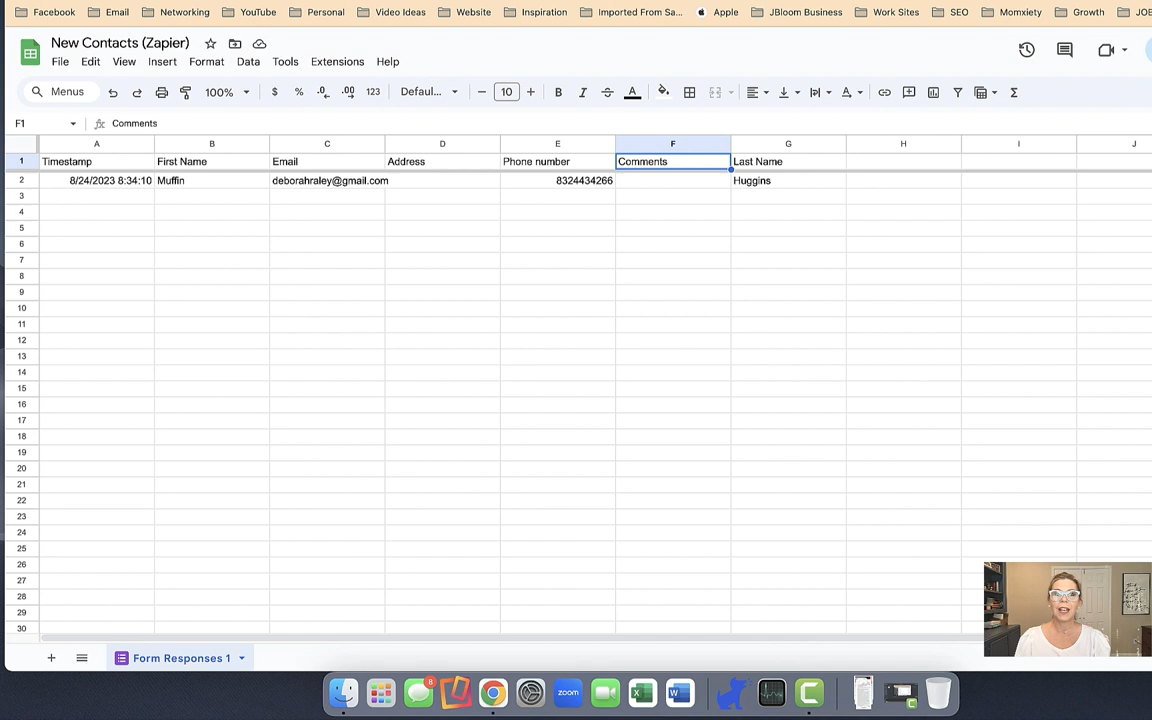 Facebook Email Networking YouTube Personal Video Ideas Website Inspiration Imported From Sa... Apple JBloom Business Work Sites SEO Momxiety Growth JOE
New Contacts (Zapier)
File Edit View Insert Format Data Tools Extensions Help
Menus 100% $ % .0 .00 123 Defaul... − 10 + B I S A Σ
F1 fx Comments
A B C D E F G H I J
1 Timestamp First Name Email Address Phone number Comments Last Name
2 8/24/2023 8:34:10 Muffin deborahraley@gmail.com 8324434266 Huggins
3
4
5
6
7
8
9
10
11
12
13
14
15
16
17
18
19
20
21
22
23
24
25
26
27
28
29
30
+ Form Responses 1
8 zoom X W C